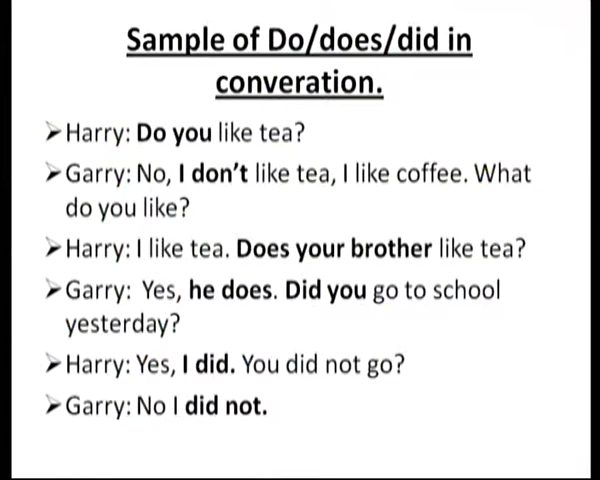 Sample of Do/does/did in
converation.
➢Harry: Do you like tea?
➢Garry: No, I don't like tea, I like coffee. What
do you like?
➢Harry: I like tea. Does your brother like tea?
➢Garry: Yes, he does. Did you go to school
yesterday?
➢Harry: Yes, I did. You did not go?
➢Garry: No I did not.